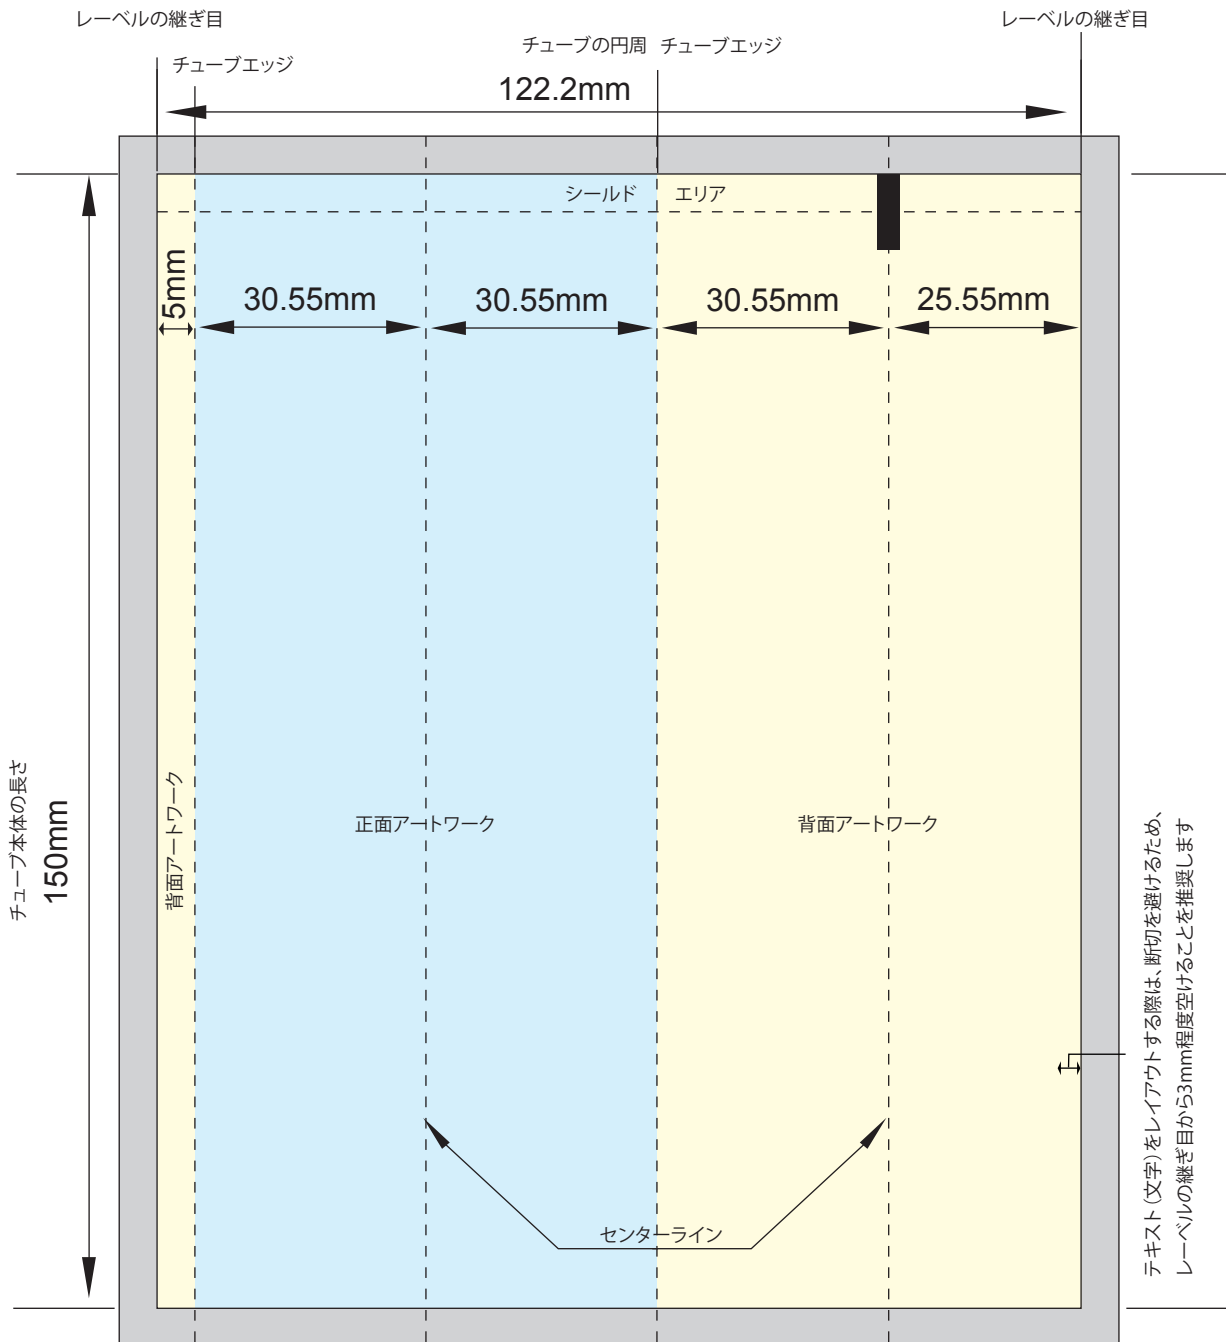 レーベルの継ぎ目
レーベルの継ぎ目
チューブの円周
チューブエッジ
チューブエッジ
122.2mm
シールド
エリア
5mm
30.55mm
30.55mm
30.55mm
25.55mm
チューブ本体の長さ
150mm
背面アートワーク
正面アートワーク
背面アートワーク
テキスト(文字)をレイアウトする際は、断切を避けるため、
レーベルの継ぎ目から3mm程度空けることを推奨します
センターライン